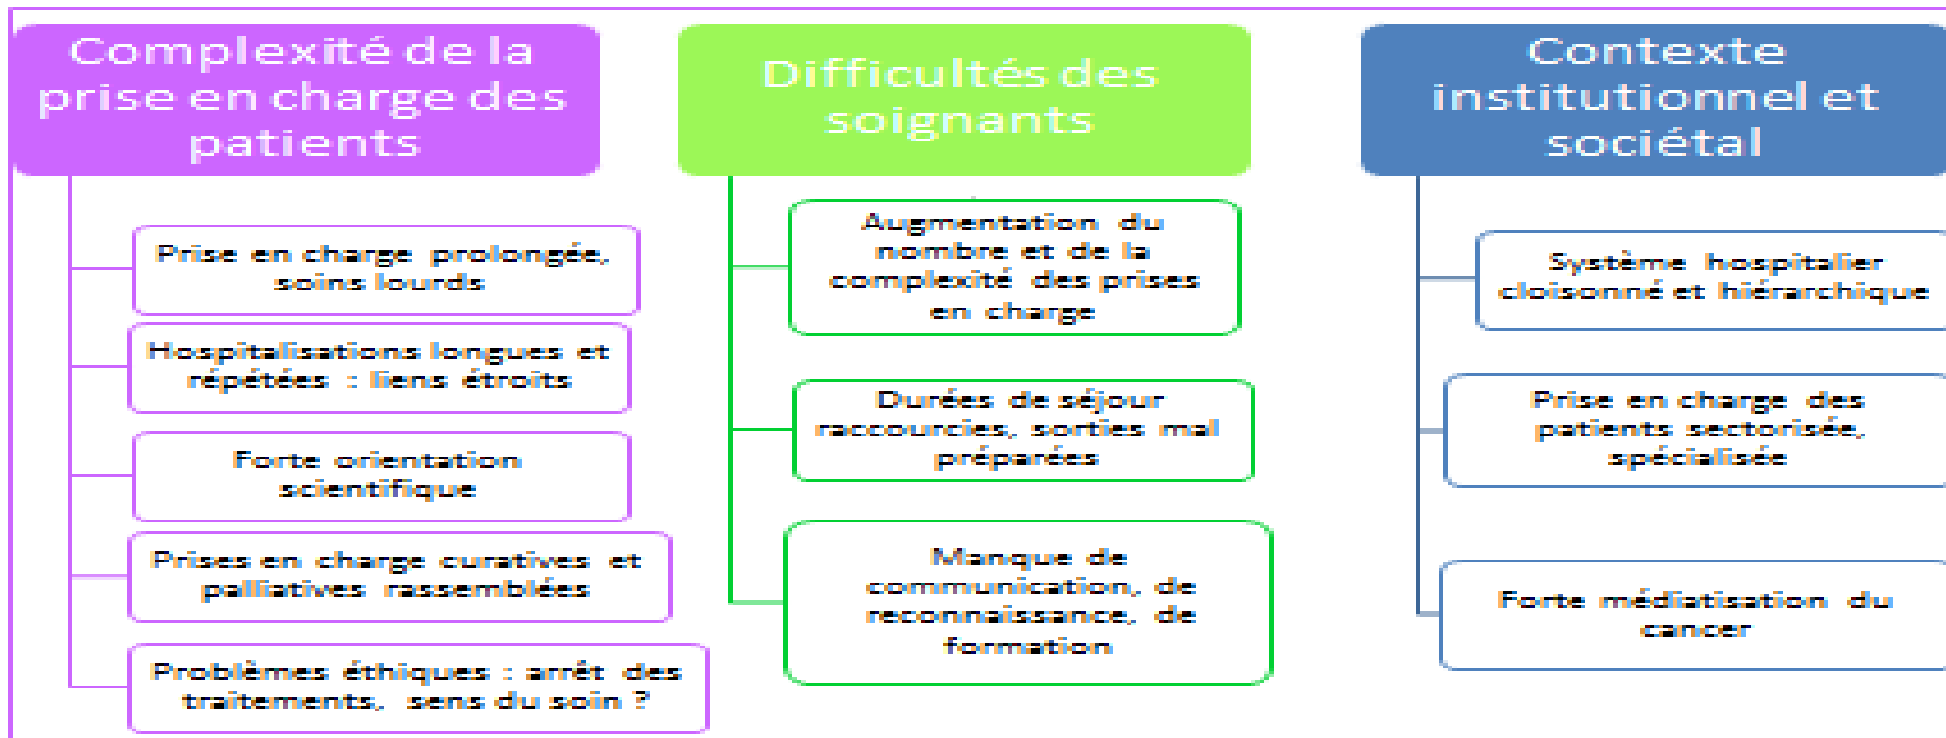 Complexité de la
prise en charge des
patients
Prise en charge prolongée,
soins lourds
Hospitalisations longues et
répétées : liens étroits
Forte orientation
scientifique
Prises en charge curatives et
palliatives rassemblées
Problèmes éthiques : arrêt des
traitements, sens du soin ?
Difficultés des
soignants
Augmentation du
nombre et de la
complexité des prises
en charge
Durées de séjour
raccourcies, sorties mal
préparées
Manque de
communication, de
reconnaissance, de
formation
Contexte
institutionnel et
sociétal
Système hospitalier
cloisonné et hiérarchique
Prise en charge des
patients sectorisée,
spécialisée
Forte médiatisation du
cancer